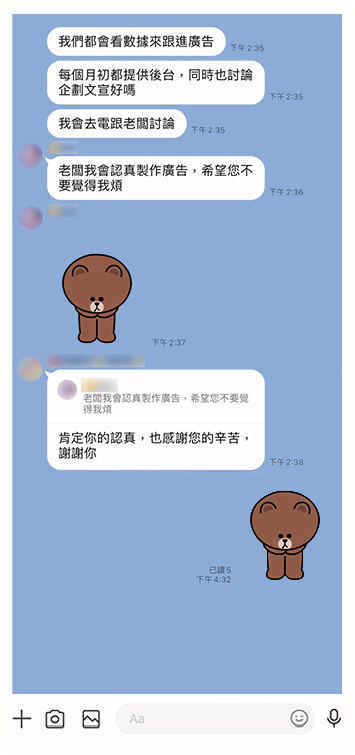 我們都會看數據來跟進廣告
下午2:35
每個月初都提供後台，同時也討論
企劃文宣好嗎
下午2:35
我會去電跟老闆討論
下午2:35
老闆我會認真製作廣告，希望您不
要覺得我煩
下午2:36
下午2:37
老闆我會認真製作廣告，希望您不要覺
得我煩
肯定你的認真，也感謝您的辛苦，
謝謝你
下午2:38
已讀5
下午4:32
Aa